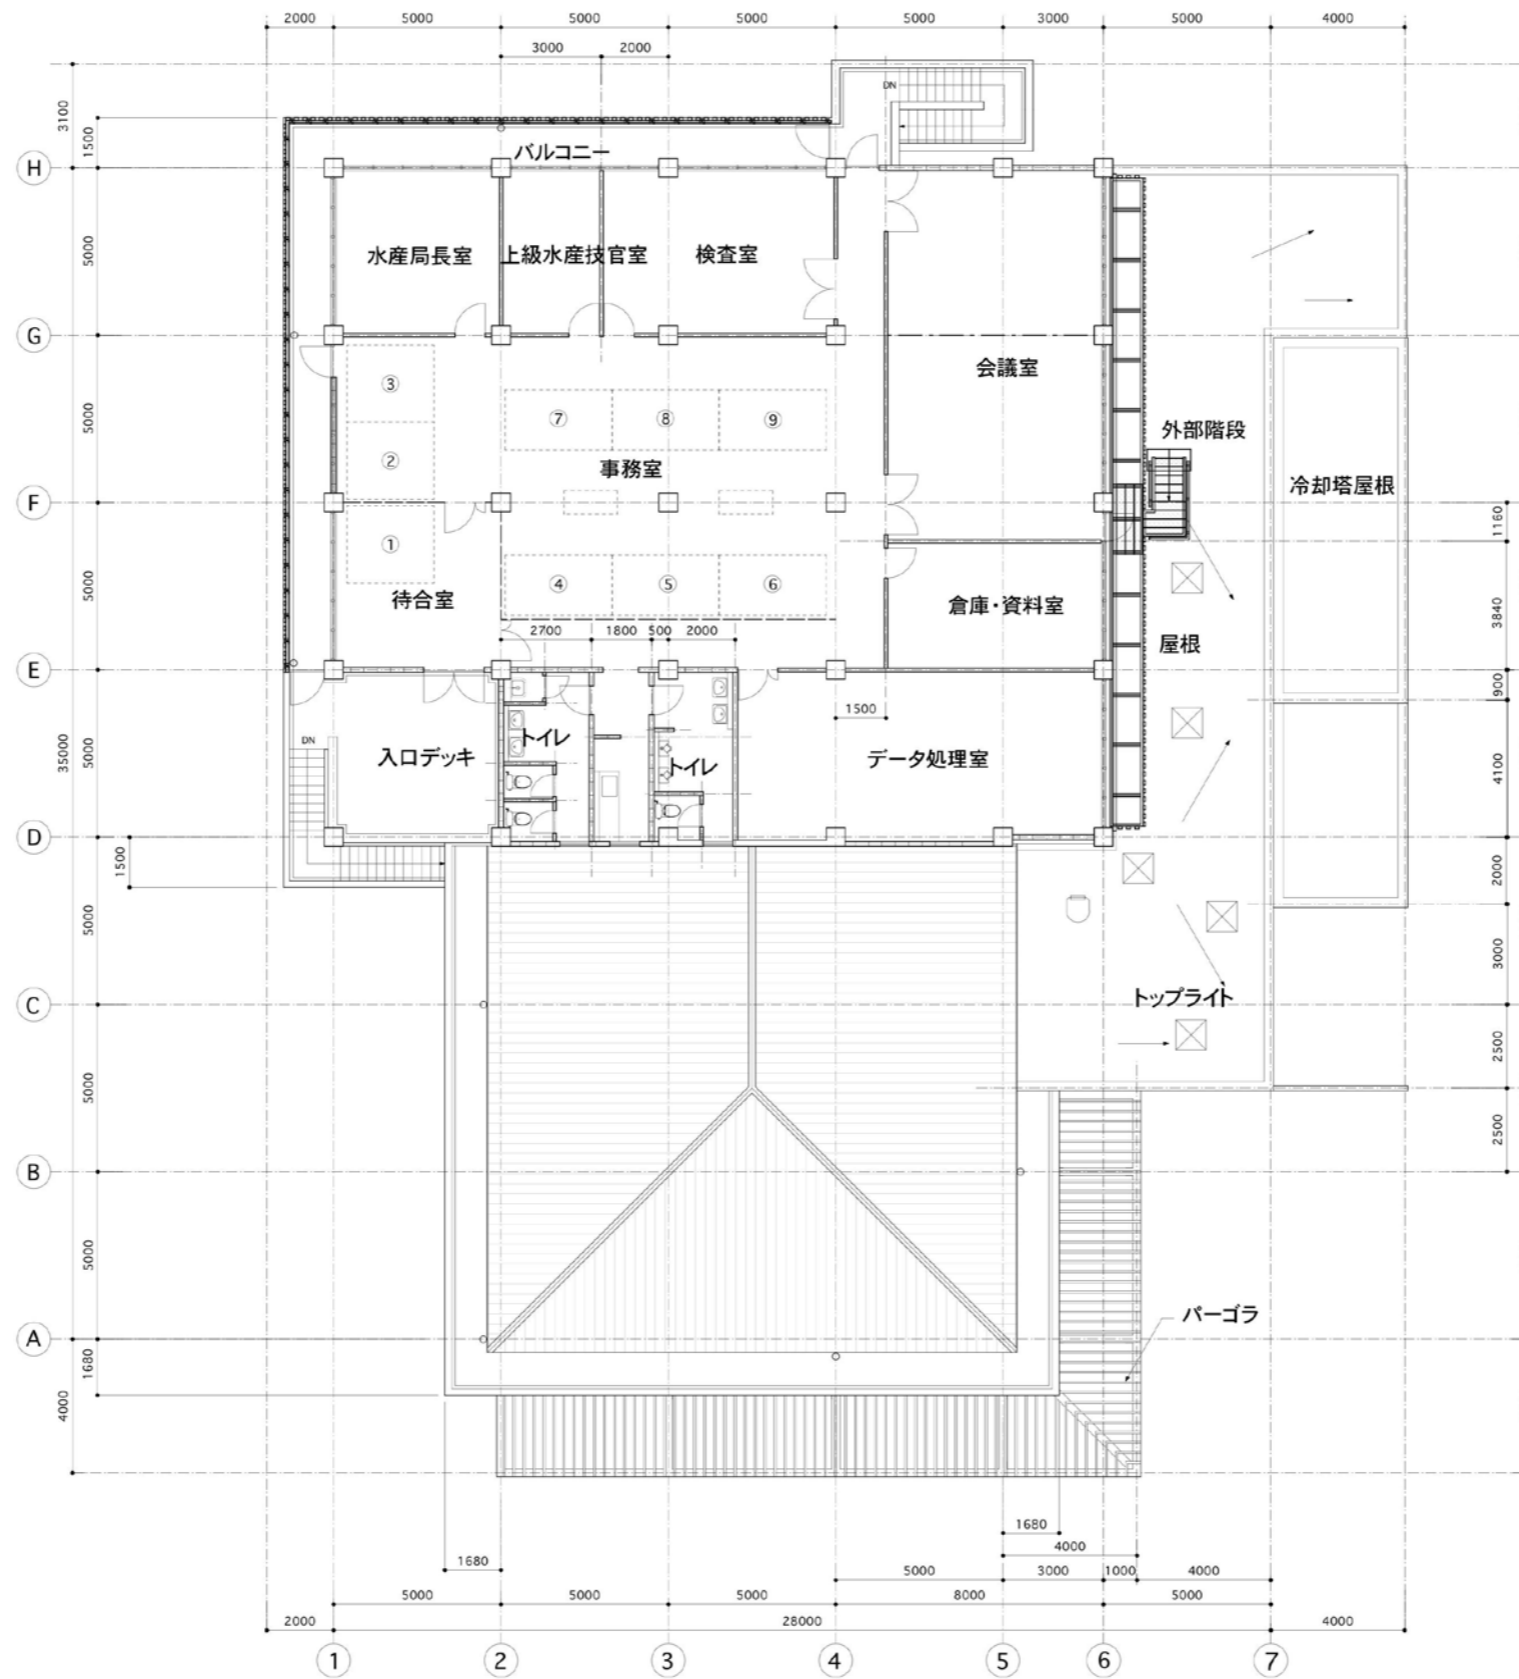 2000 5000 5000 5000 5000 3000 5000 4000
3000 2000
3100
1500
DN
バルコニー
H
5000
水産局長室 上級水産技官室 検査室
G
会議室
③
5000
⑦ ⑧ ⑨
外部階段
②
事務室
冷却塔屋根
F
1160
①
5000
④ ⑤ ⑥
待合室
倉庫・資料室
3840
2700 1800 500 2000
屋根
E
900
1500
DN
35000
5000
入口デッキ
トイレ
トイレ
データ処理室
4100
D
1500
2000
5000
3000
C
トップライト
2500
5000
2500
B
5000
パーゴラ
A
1680
4000
1680
4000
1680
5000 3000 1000 4000
5000 5000 5000 8000 5000
2000 28000 4000
1 2 3 4 5 6 7